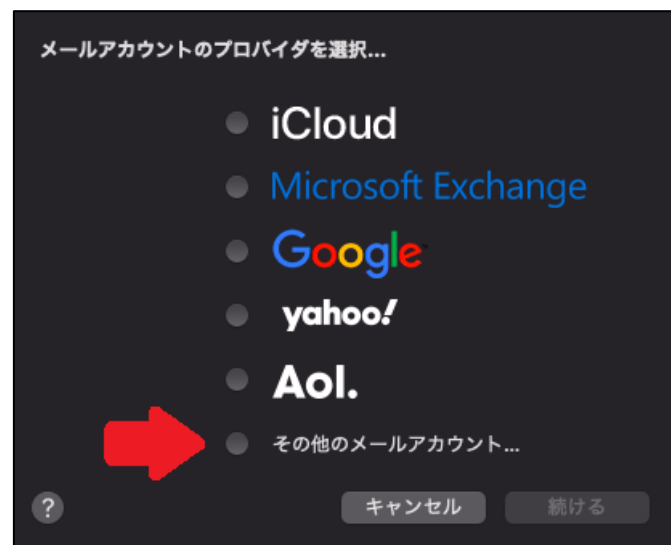 メールアカウントのプロバイダを選択...
iCloud
Microsoft Exchange
Google
yahoo!
Aol.
その他のメールアカウント...
?
キャンセル
続ける